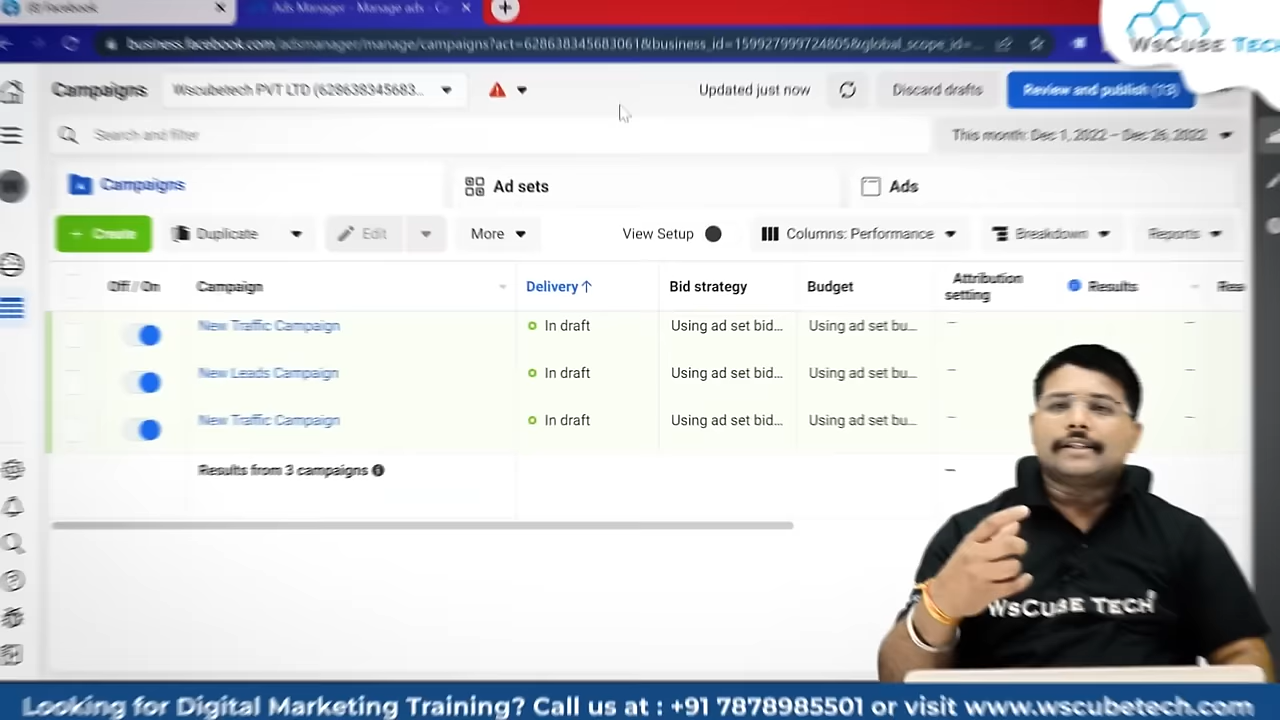 Facebook
Ads Manager - Manage ads - C
business.facebook.com/adsmanager/manage/campaigns?act=628638345683061&business_id=159927999724805&global_scope_id=...
WsCube Tech
Campaigns
Wscubetech PVT LTD (628638345683...
Updated just now
Discard drafts
Review and publish (13)
Search and filter
This month: Dec 1, 2022 – Dec 26, 2022
Campaigns
Ad sets
Ads
+ Create
Duplicate
Edit
More
View Setup
Columns: Performance
Breakdown
Reports
Off / On
Campaign
Delivery ↑
Bid strategy
Budget
Attribution
setting
Results
Rea
New Traffic Campaign
In draft
Using ad set bid...
Using ad set bu...
—
—
New Leads Campaign
In draft
Using ad set bid...
Using ad set bu...
—
—
New Traffic Campaign
In draft
Using ad set bid...
Using ad set bu...
—
—
Results from 3 campaigns
—
WsCube Tech
Looking for Digital Marketing Training? Call us at : +91 7878985501 or visit www.wscubetech.com